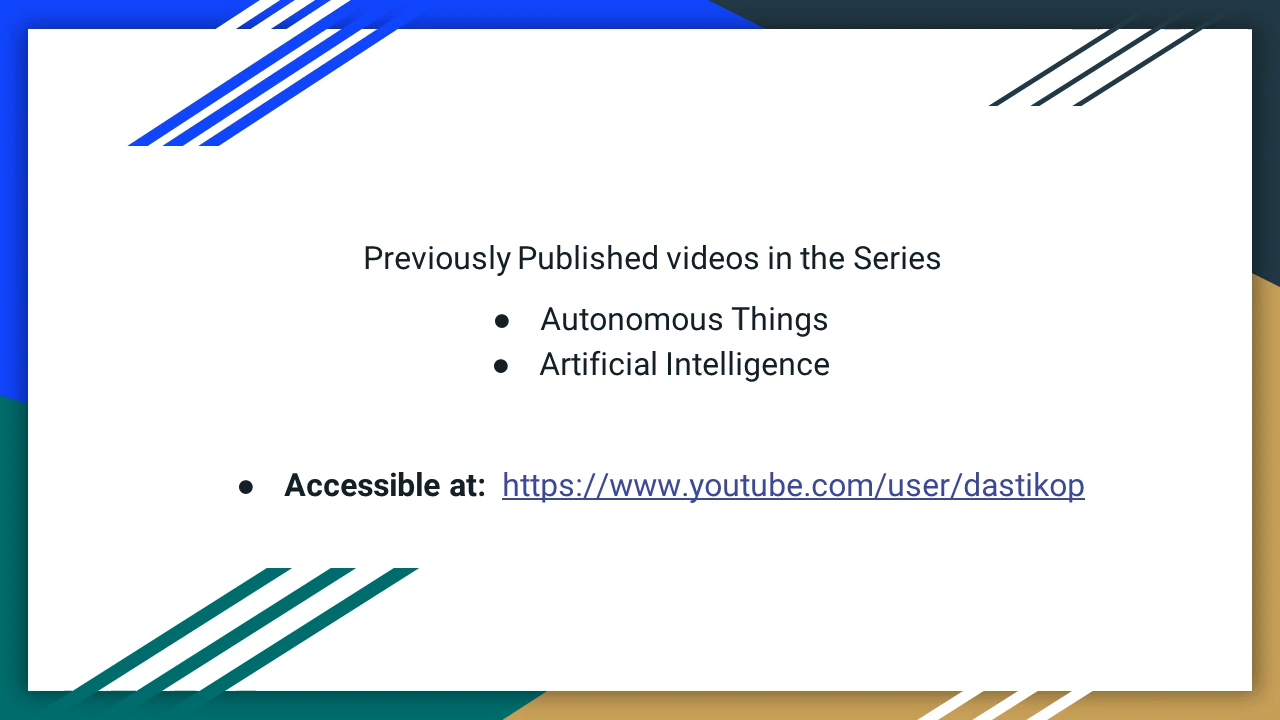 Previously Published videos in the Series
● Autonomous Things
● Artificial Intelligence
● Accessible at: https://www.youtube.com/user/dastikop